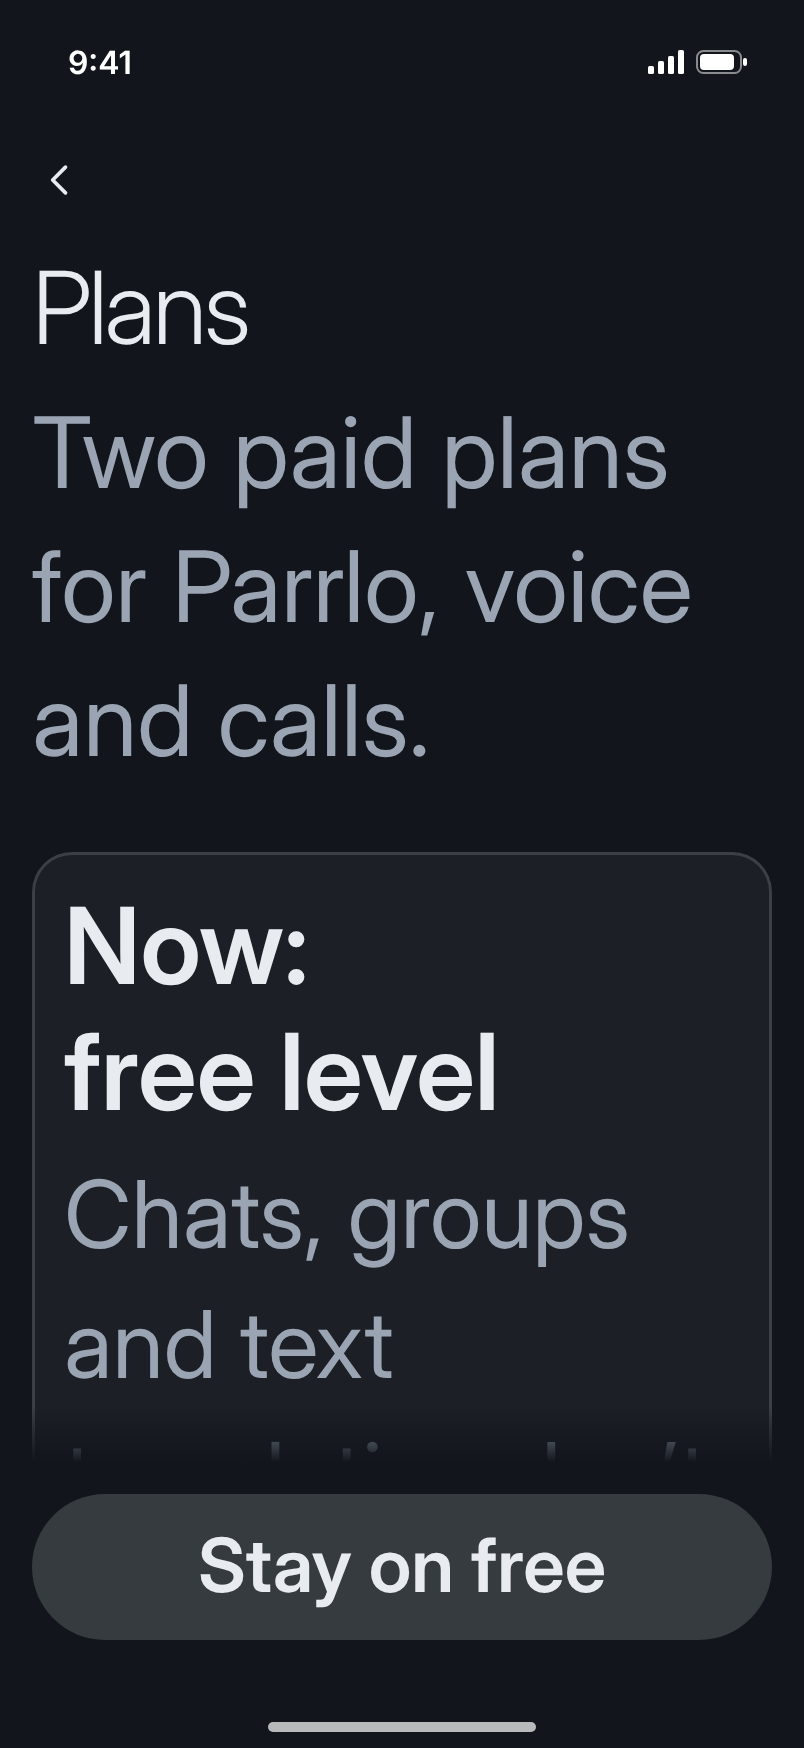 9:41
Plans
Two paid plans
for Parrlo, voice
and calls.
Now:
free level
Chats, groups
and text
Stay on free